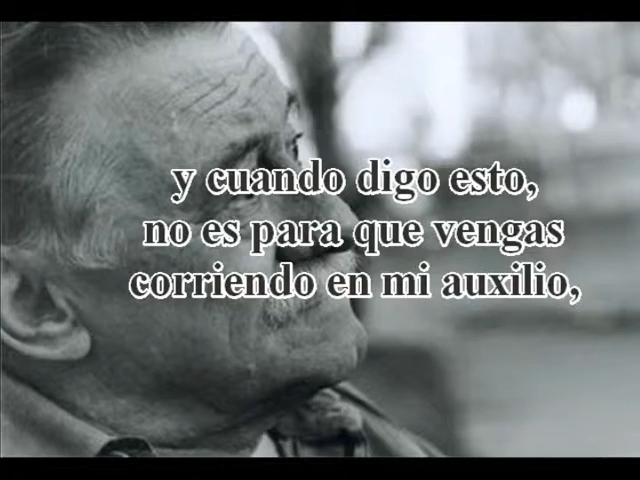 y cuando digo esto,
no es para que vengas
corriendo en mi auxilio,